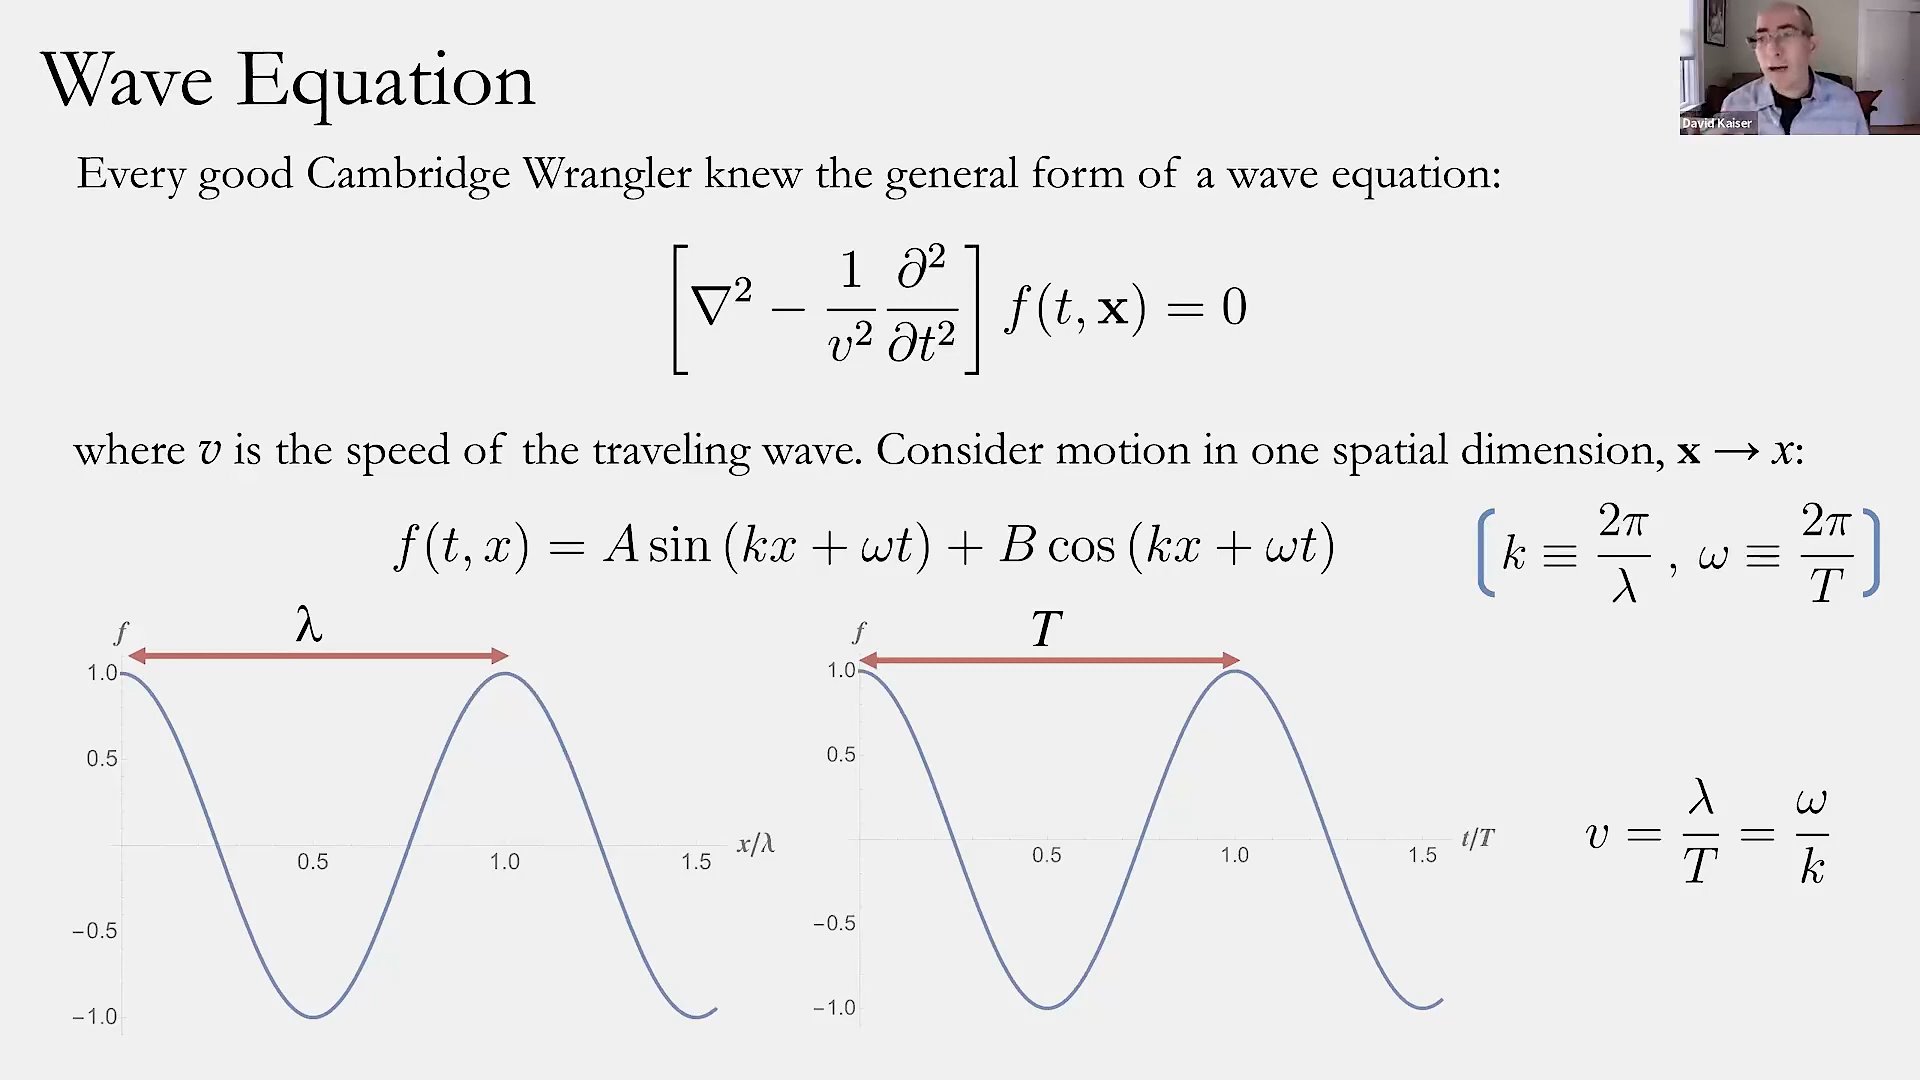 Wave Equation
David Kaiser
Every good Cambridge Wrangler knew the general form of a wave equation:
[∇² − 1/v² ∂²/∂t²] f(t, x) = 0
where v is the speed of the traveling wave. Consider motion in one spatial dimension, x → x:
f(t, x) = A sin (kx + ωt) + B cos (kx + ωt)
(k ≡ 2π/λ , ω ≡ 2π/T)
f
λ
1.0
0.5
−0.5
−1.0
0.5
1.0
1.5
x/λ
f
T
1.0
0.5
−0.5
−1.0
0.5
1.0
1.5
t/T
v = λ/T = ω/k